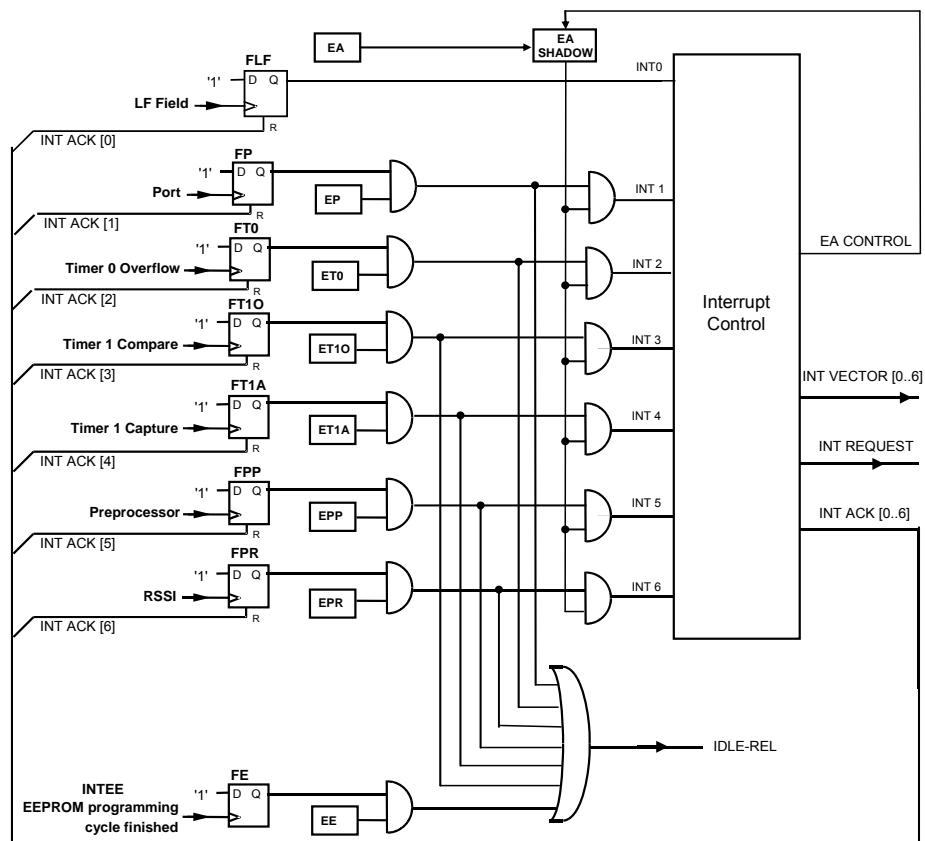 EA
EA
SHADOW
FLF
'1'
D Q
LF Field
R
INT ACK [0]
INT0
FP
'1'
D Q
Port
R
INT ACK [1]
EP
INT 1
FT0
'1'
D Q
Timer 0 Overflow
R
INT ACK [2]
ET0
INT 2
EA CONTROL
FT1O
'1'
D Q
Timer 1 Compare
R
INT ACK [3]
ET1O
INT 3
Interrupt
Control
FT1A
'1'
D Q
Timer 1 Capture
R
INT ACK [4]
ET1A
INT 4
INT VECTOR [0..6]
INT REQUEST
FPP
'1'
D Q
Preprocessor
R
INT ACK [5]
EPP
INT 5
INT ACK [0..6]
FPR
'1'
D Q
RSSI
R
INT ACK [6]
EPR
INT 6
IDLE-REL
INTEE
EEPROM programming
cycle finished
FE
'1'
D Q
EE